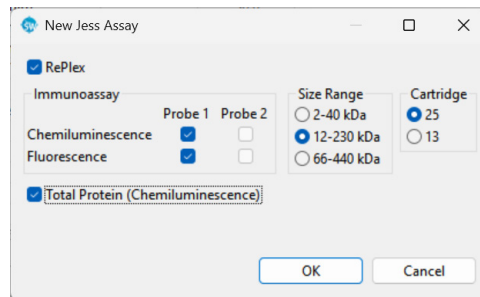 SW New Jess Assay
RePlex
Immunoassay
Probe 1 Probe 2
Chemiluminescence
Fluorescence
Size Range
2-40 kDa
12-230 kDa
66-440 kDa
Cartridge
25
13
Total Protein (Chemiluminescence)
OK Cancel